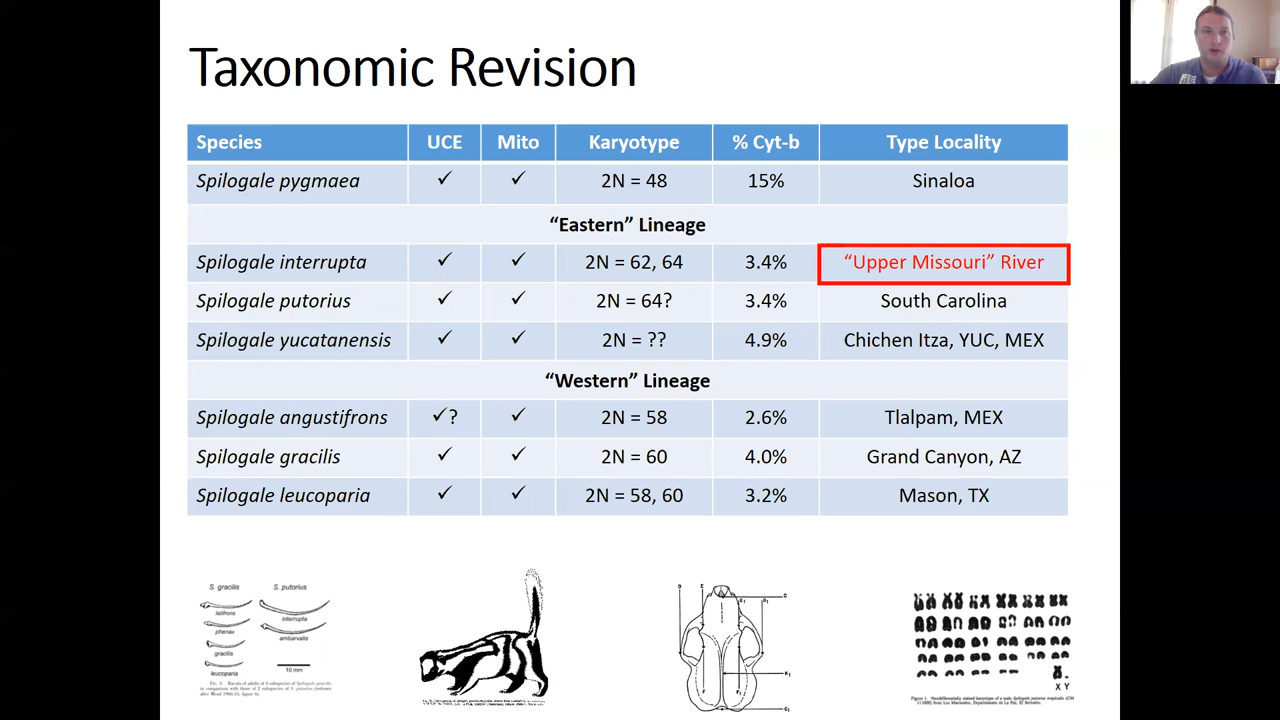 Taxonomic Revision
Species UCE Mito Karyotype % Cyt-b Type Locality
Spilogale pygmaea ✓ ✓ 2N = 48 15% Sinaloa
“Eastern” Lineage
Spilogale interrupta ✓ ✓ 2N = 62, 64 3.4% “Upper Missouri” River
Spilogale putorius ✓ ✓ 2N = 64? 3.4% South Carolina
Spilogale yucatanensis ✓ ✓ 2N = ?? 4.9% Chichen Itza, YUC, MEX
“Western” Lineage
Spilogale angustifrons ✓? ✓ 2N = 58 2.6% Tlalpam, MEX
Spilogale gracilis ✓ ✓ 2N = 60 4.0% Grand Canyon, AZ
Spilogale leucoparia ✓ ✓ 2N = 58, 60 3.2% Mason, TX
S. gracilis S. putorius
latifrons
interrupta
phenax
ambarvalis
gracilis
10 mm
leucoparia
X Y